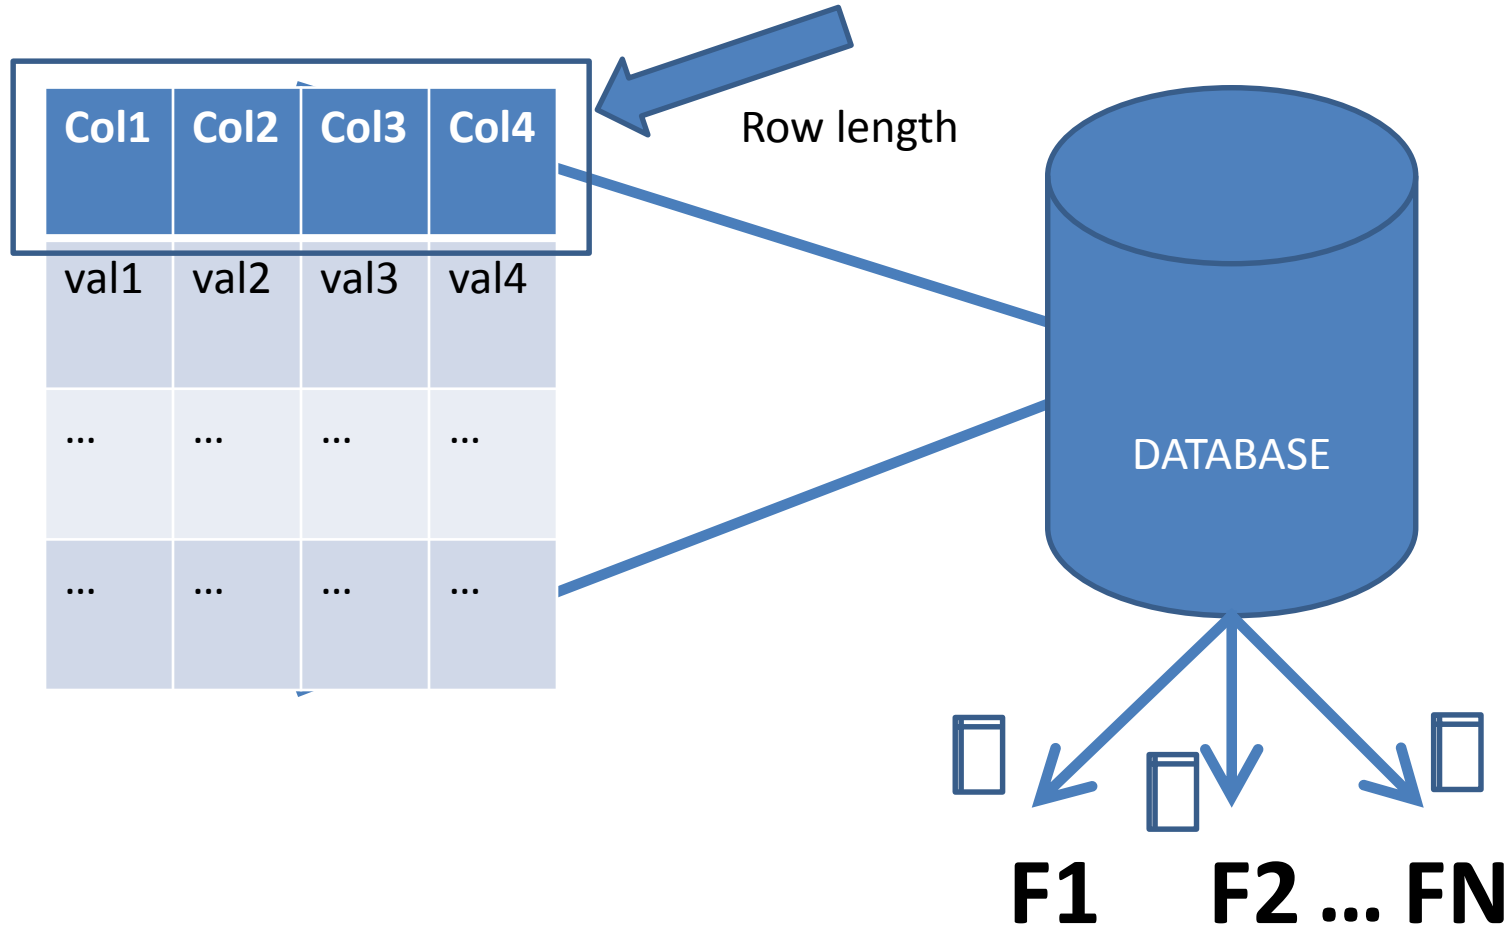 Row length
Col1 Col2 Col3 Col4
val1 val2 val3 val4
... ... ... ...
... ... ... ...
DATABASE
F1 F2 ... FN